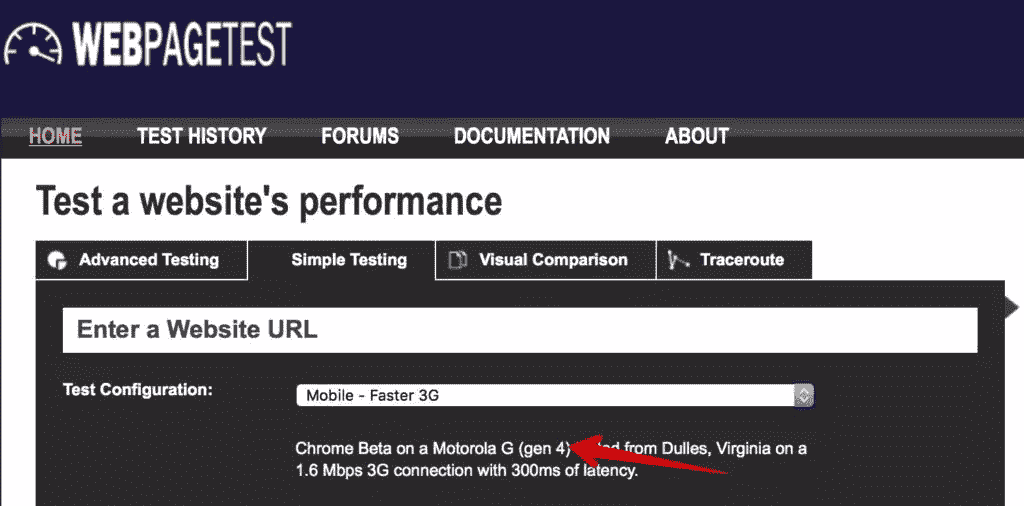 WEBPAGETEST
HOME TEST HISTORY FORUMS DOCUMENTATION ABOUT
Test a website's performance
Advanced Testing Simple Testing Visual Comparison Traceroute
Enter a Website URL
Test Configuration: Mobile - Faster 3G
Chrome Beta on a Motorola G (gen 4) from Dulles, Virginia on a
1.6 Mbps 3G connection with 300ms of latency.